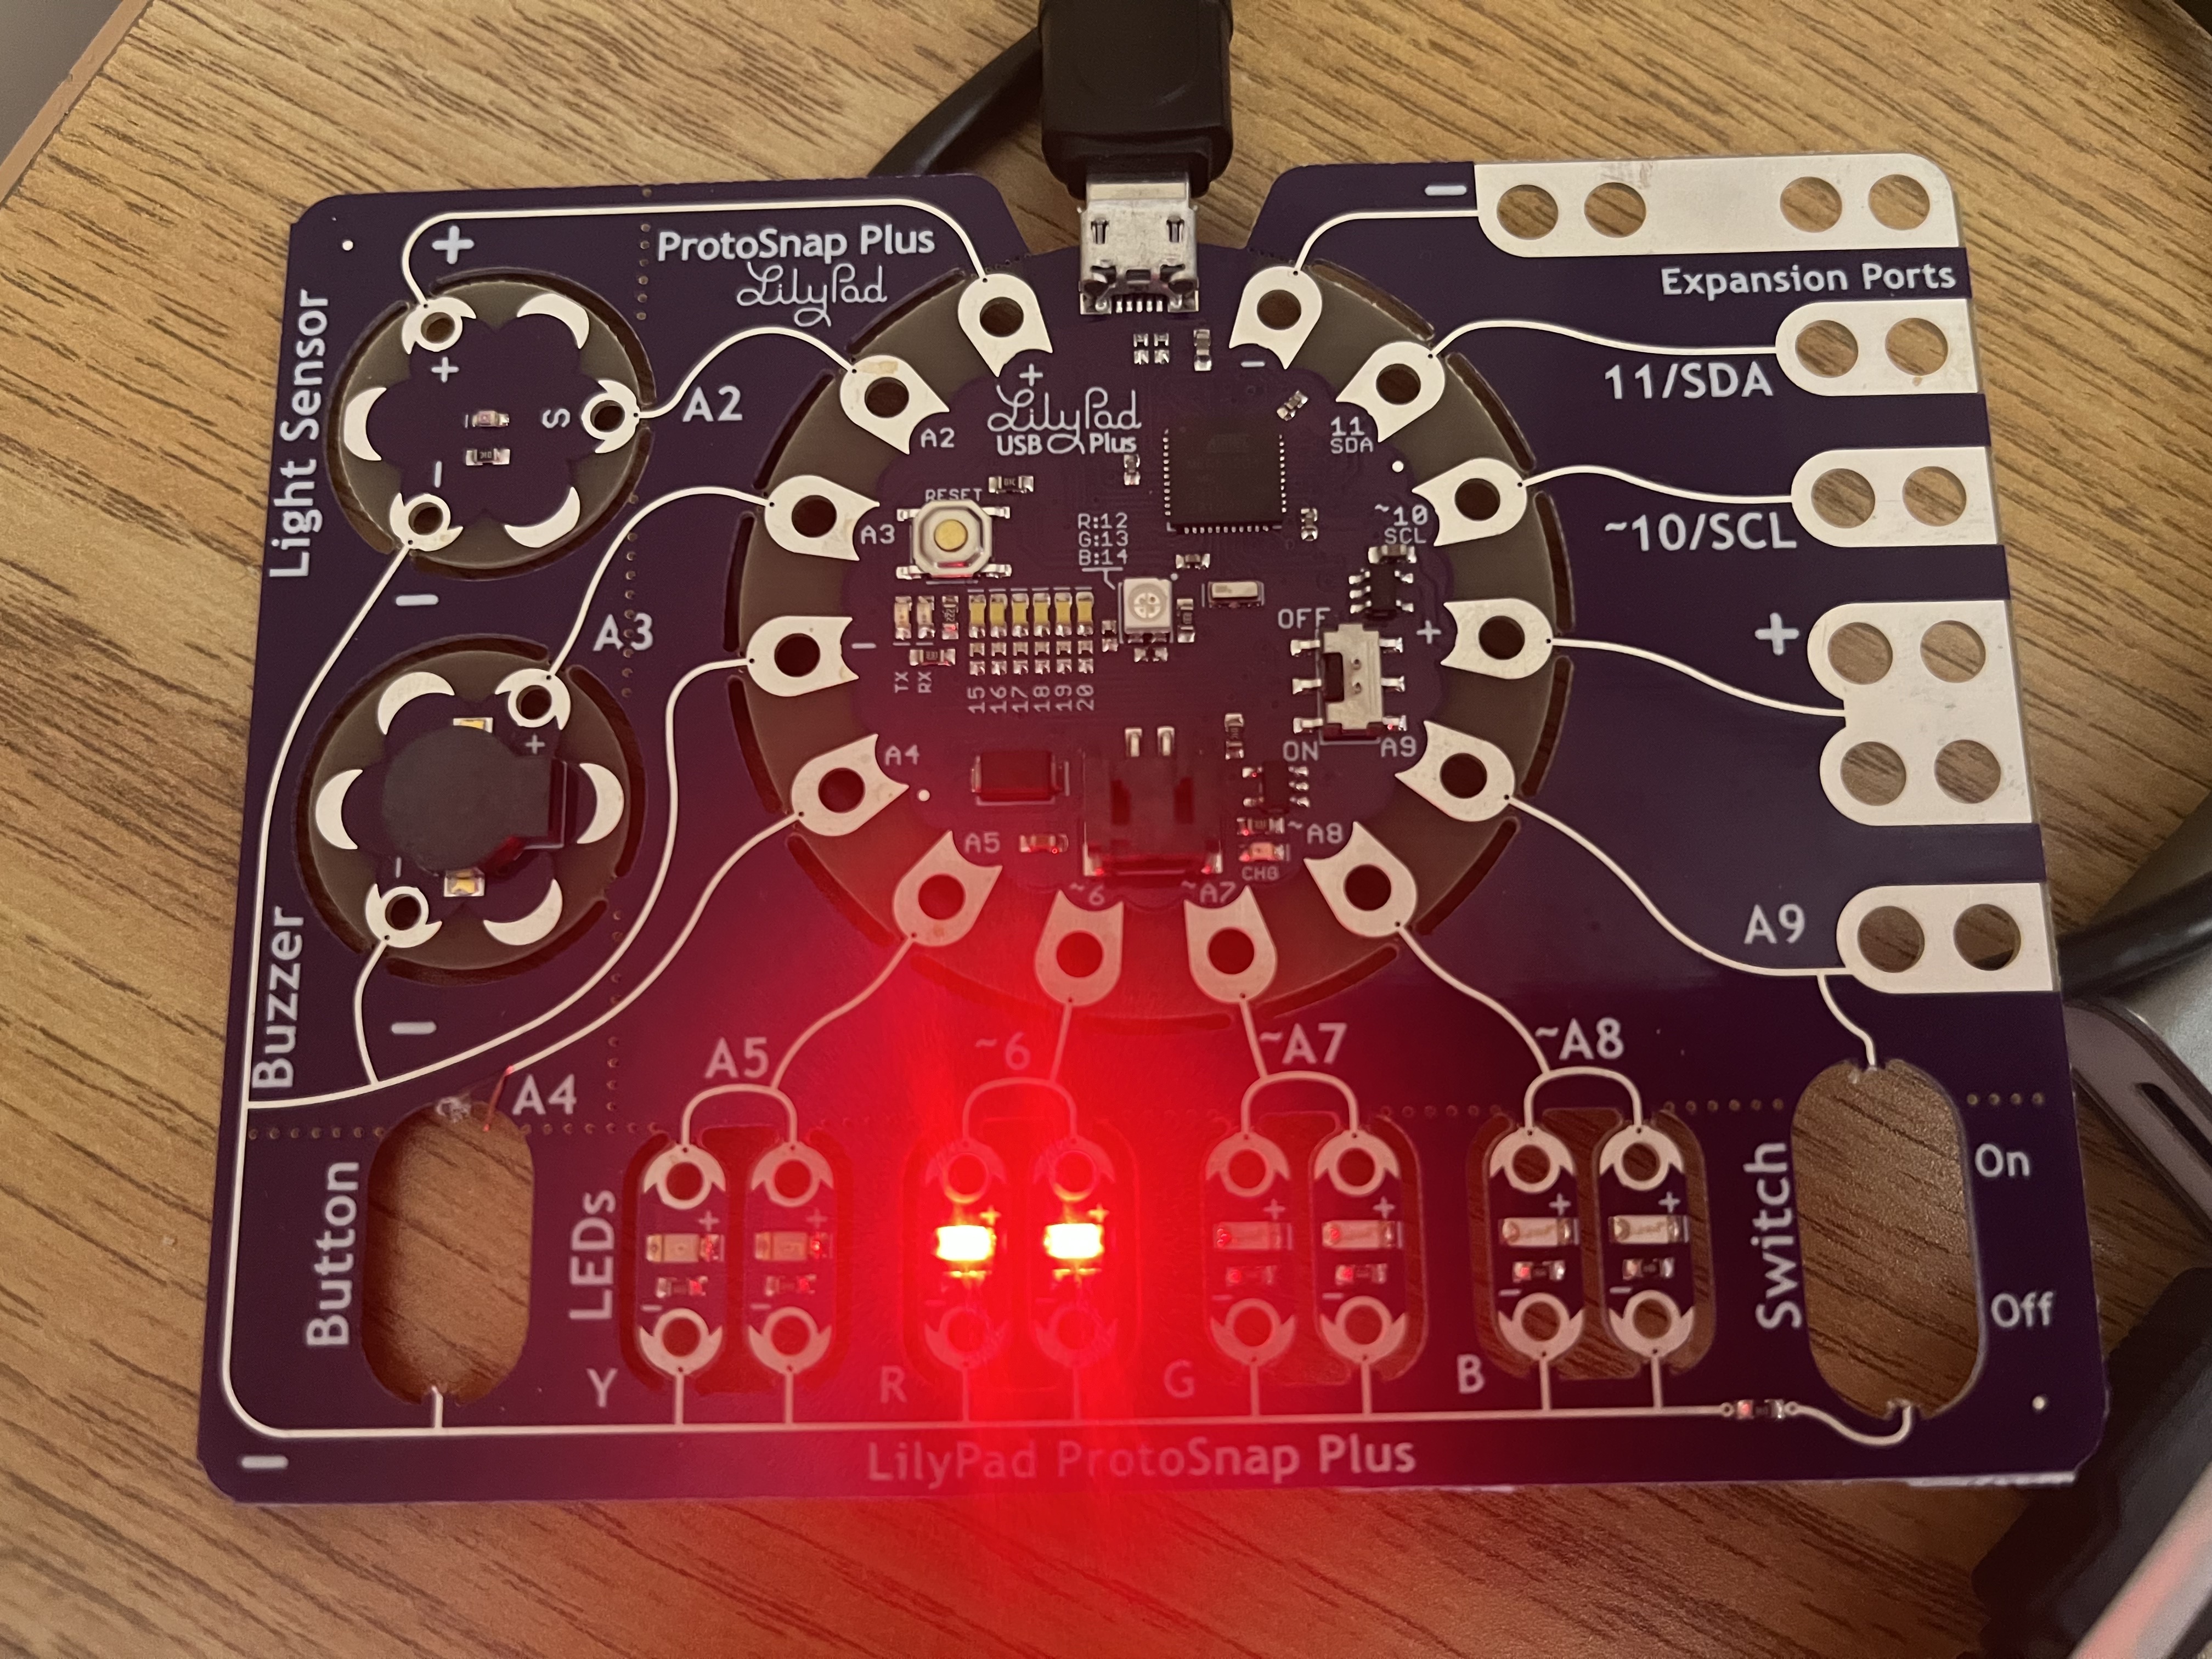 ProtoSnap Plus
LilyPad
Expansion Ports
Light Sensor
+
S
−
A2
A3
Buzzer
+
−
A4
Button
LilyPad
USB Plus
RESET
R:12
G:13
B:14
TX
RX
15
16
17
18
19
20
OFF
ON
CHG
+
A2
A3
−
A4
A5
~6
~A7
~A8
A9
+
~10
SCL
11
SDA
−
−
11/SDA
~10/SCL
+
A9
A5
~6
~A7
~A8
LEDs
Y
R
G
B
Switch
On
Off
LilyPad ProtoSnap Plus
−